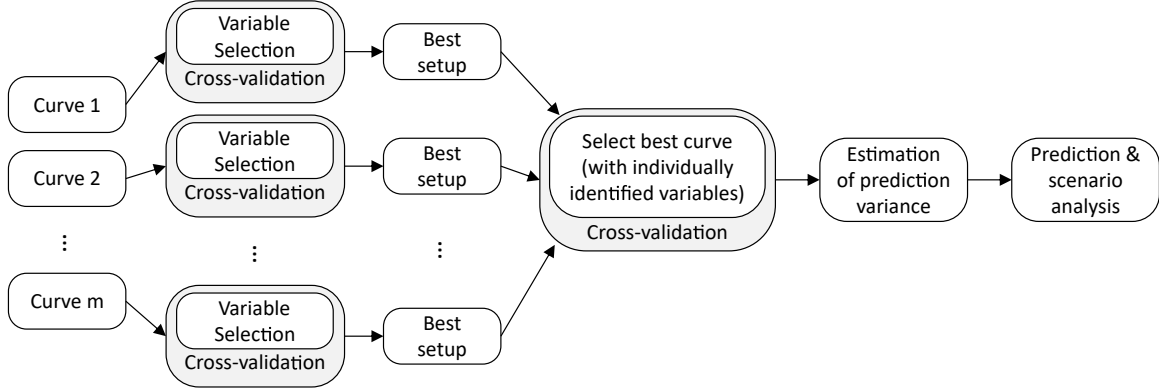 Curve 1
Variable
Selection
Cross-validation
Best
setup
Curve 2
Variable
Selection
Cross-validation
Best
setup
...
...
...
Curve m
Variable
Selection
Cross-validation
Best
setup
Select best curve
(with individually
identified variables)
Cross-validation
Estimation
of prediction
variance
Prediction &
scenario
analysis